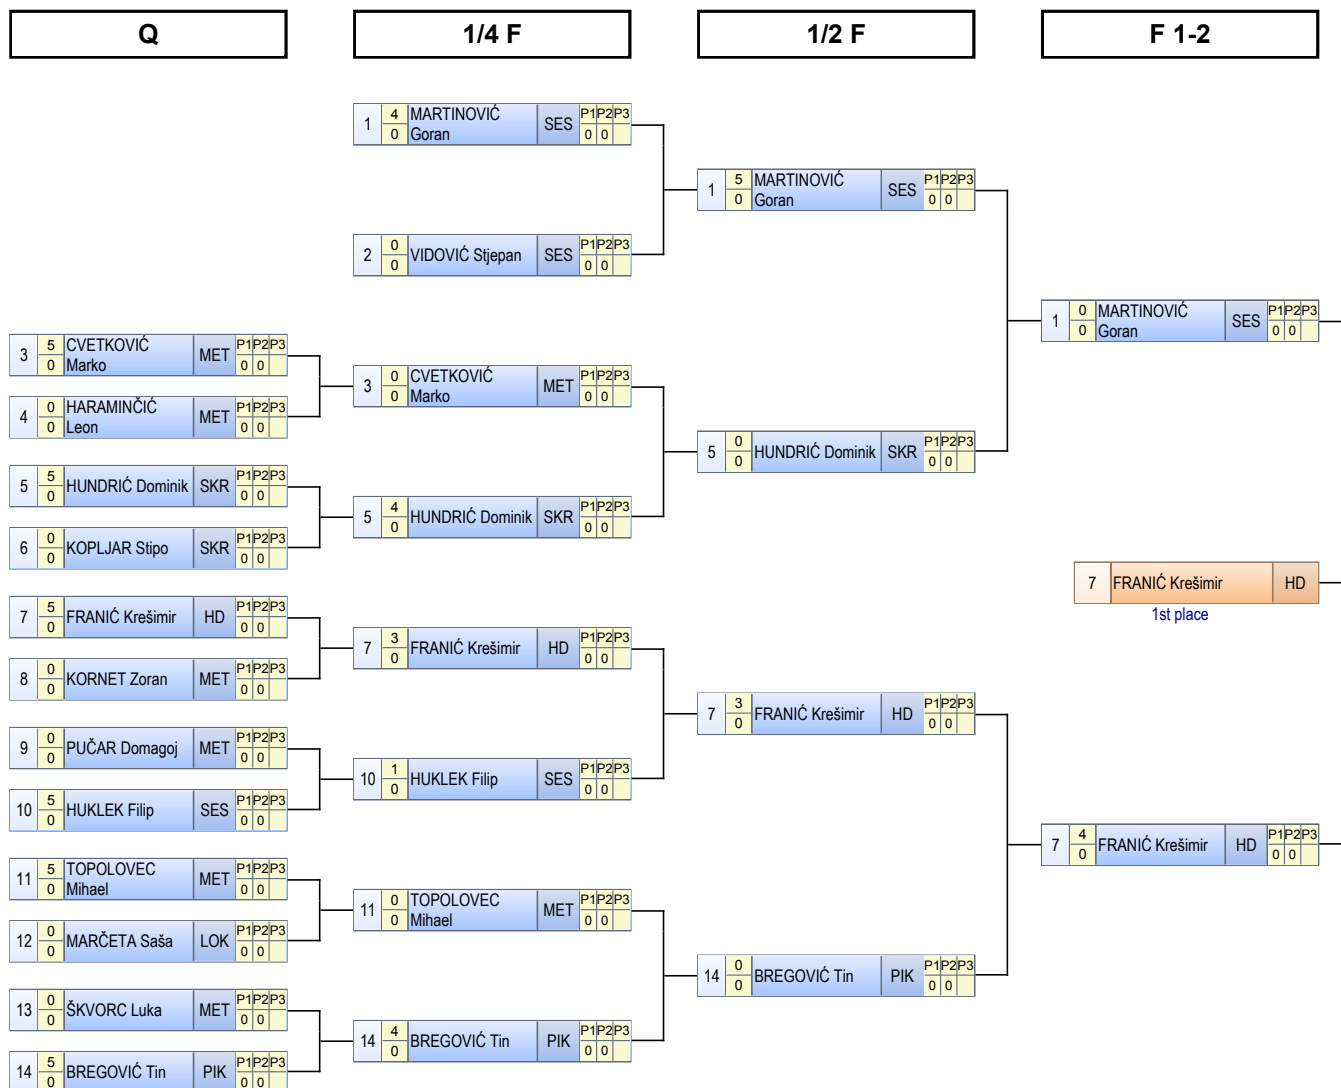 Q
1/4 F
1/2 F
F 1-2
1 4 MARTINOVIĆ SES P1 P2 P3
0 Goran 0 0
2 0 VIDOVIĆ Stjepan SES P1 P2 P3
0 0 0
3 5 CVETKOVIĆ MET P1 P2 P3
0 Marko 0 0
4 0 HARAMINČIĆ MET P1 P2 P3
0 Leon 0 0
5 5 HUNDRIĆ Dominik SKR P1 P2 P3
0 0 0
6 0 KOPLJAR Stipo SKR P1 P2 P3
0 0 0
7 5 FRANIĆ Krešimir HD P1 P2 P3
0 0 0
8 0 KORNET Zoran MET P1 P2 P3
0 0 0
9 0 PUČAR Domagoj MET P1 P2 P3
0 0 0
10 5 HUKLEK Filip SES P1 P2 P3
0 0 0
11 5 TOPOLOVEC MET P1 P2 P3
0 Mihael 0 0
12 0 MARČETA Saša LOK P1 P2 P3
0 0 0
13 0 ŠKVORC Luka MET P1 P2 P3
0 0 0
14 5 BREGOVIĆ Tin PIK P1 P2 P3
0 0 0
3 0 CVETKOVIĆ MET P1 P2 P3
0 Marko 0 0
5 4 HUNDRIĆ Dominik SKR P1 P2 P3
0 0 0
7 3 FRANIĆ Krešimir HD P1 P2 P3
0 0 0
10 1 HUKLEK Filip SES P1 P2 P3
0 0 0
11 0 TOPOLOVEC MET P1 P2 P3
0 Mihael 0 0
14 4 BREGOVIĆ Tin PIK P1 P2 P3
0 0 0
1 5 MARTINOVIĆ SES P1 P2 P3
0 Goran 0 0
5 0 HUNDRIĆ Dominik SKR P1 P2 P3
0 0 0
7 3 FRANIĆ Krešimir HD P1 P2 P3
0 0 0
14 0 BREGOVIĆ Tin PIK P1 P2 P3
0 0 0
1 0 MARTINOVIĆ SES P1 P2 P3
0 Goran 0 0
7 FRANIĆ Krešimir HD
1st place
7 4 FRANIĆ Krešimir HD P1 P2 P3
0 0 0